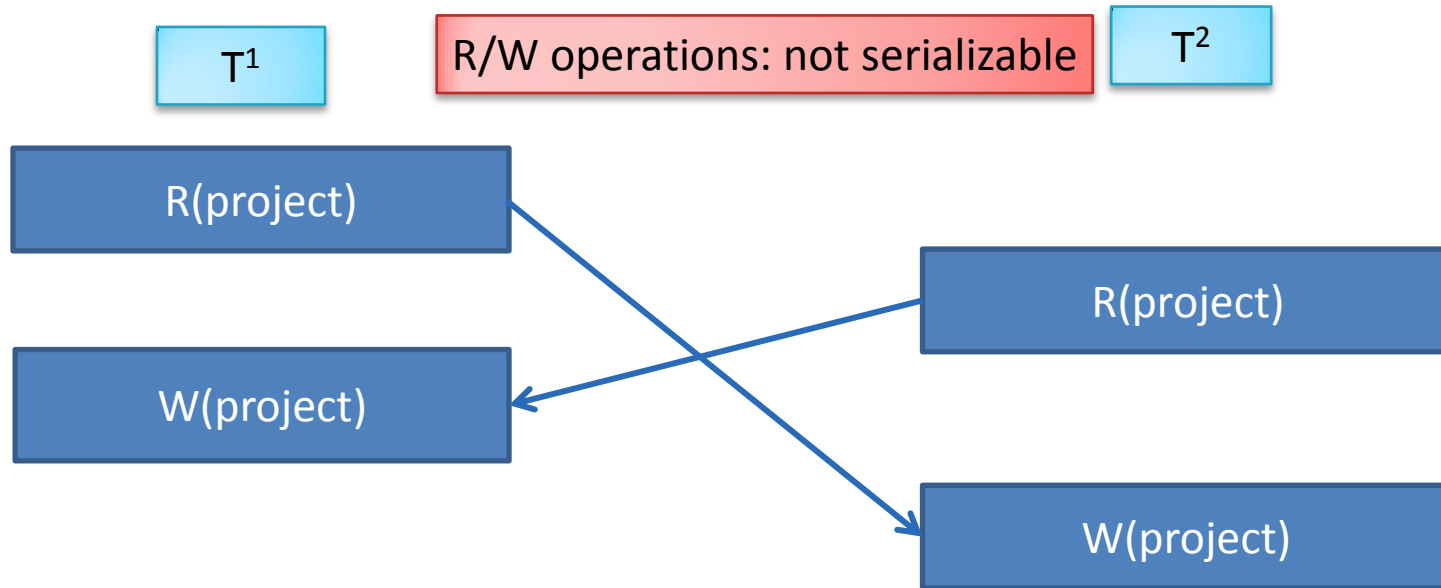 T¹
R/W operations: not serializable
T²
R(project)
R(project)
W(project)
W(project)